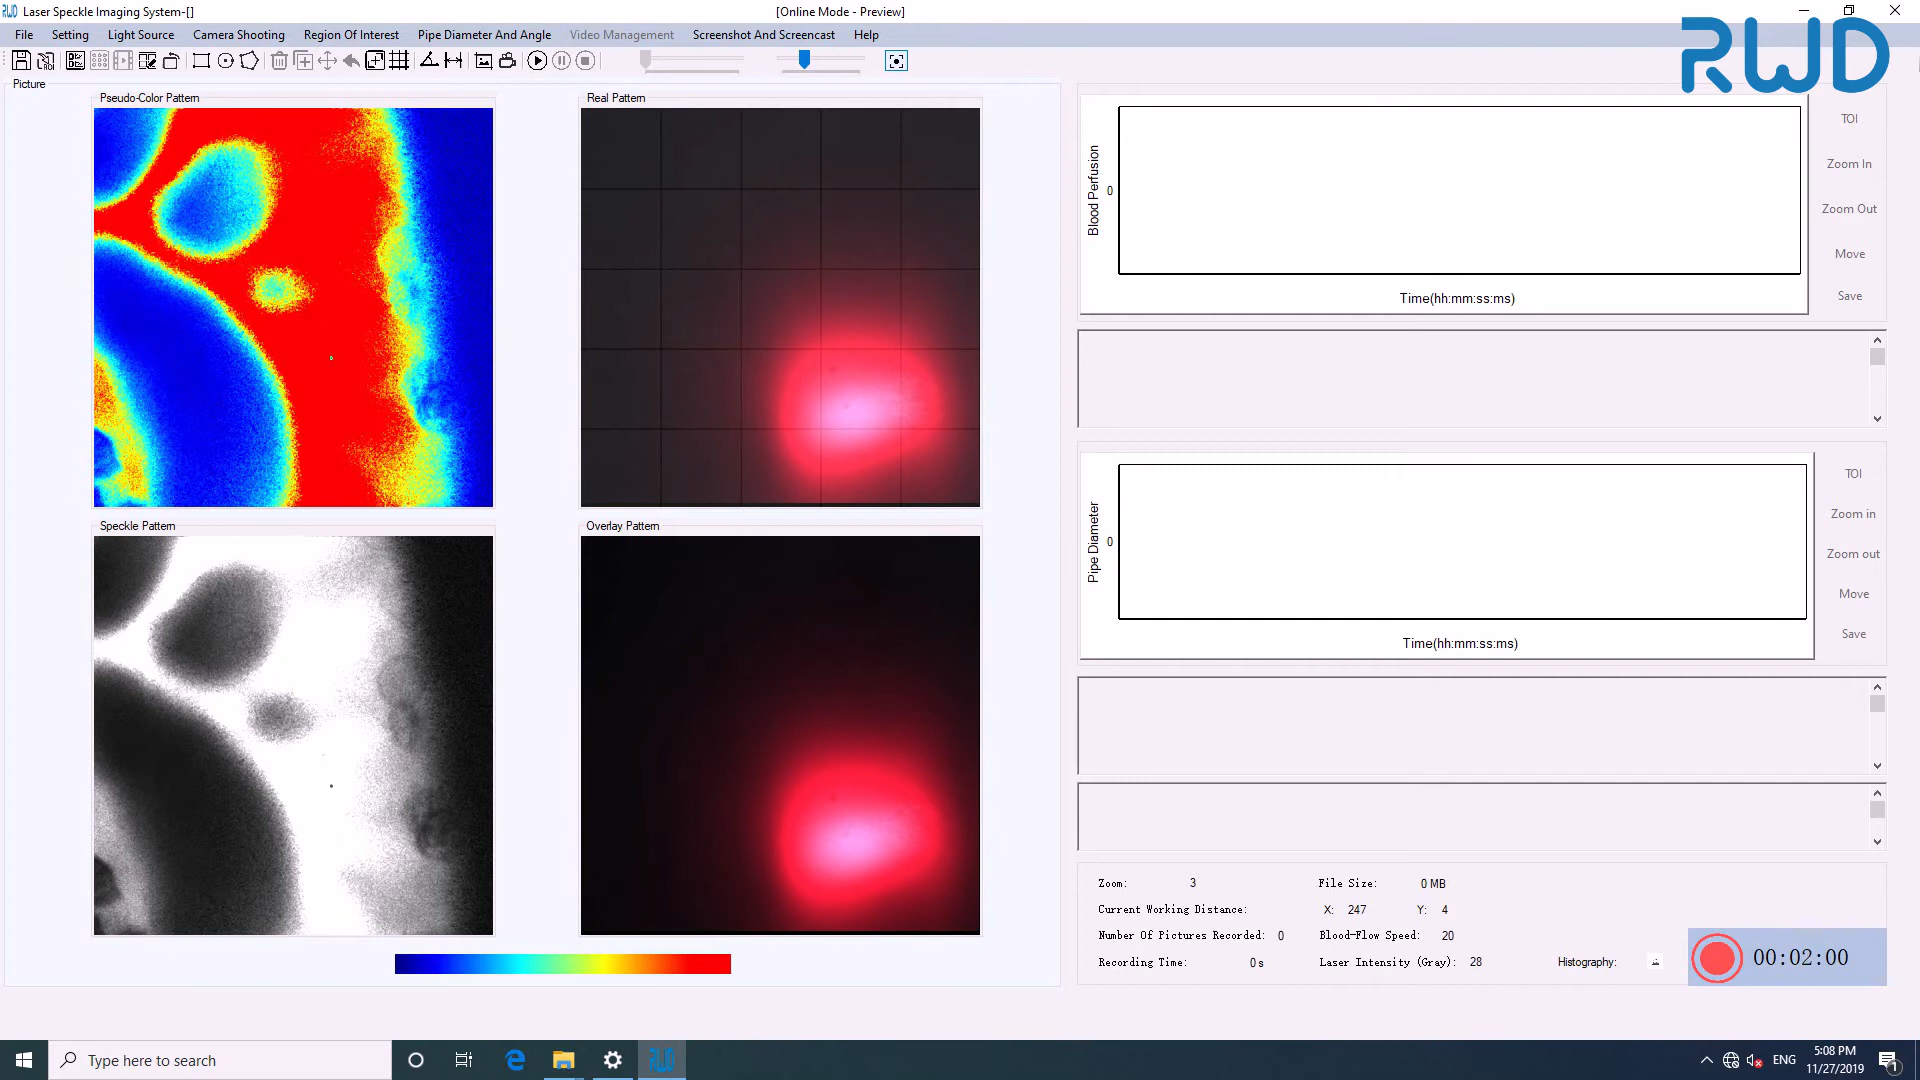 RWD Laser Speckle Imaging System-[]
[Online Mode - Preview]
File Setting Light Source Camera Shooting Region Of Interest Pipe Diameter And Angle Video Management Screenshot And Screencast Help
RWD
Picture
Pseudo-Color Pattern
Real Pattern
Speckle Pattern
Overlay Pattern
Blood Perfusion
0
Time(hh:mm:ss:ms)
TOI
Zoom In
Zoom Out
Move
Save
Pipe Diameter
0
Time(hh:mm:ss:ms)
TOI
Zoom in
Zoom out
Move
Save
Zoom: 3 File Size: 0 MB
Current Working Distance: X: 247 Y: 4
Number Of Pictures Recorded: 0 Blood-Flow Speed: 20
Recording Time: 0 s Laser Intensity (Gray): 28 Histography:
00:02:00
Type here to search
RWD
ENG
5:08 PM
11/27/2019
1